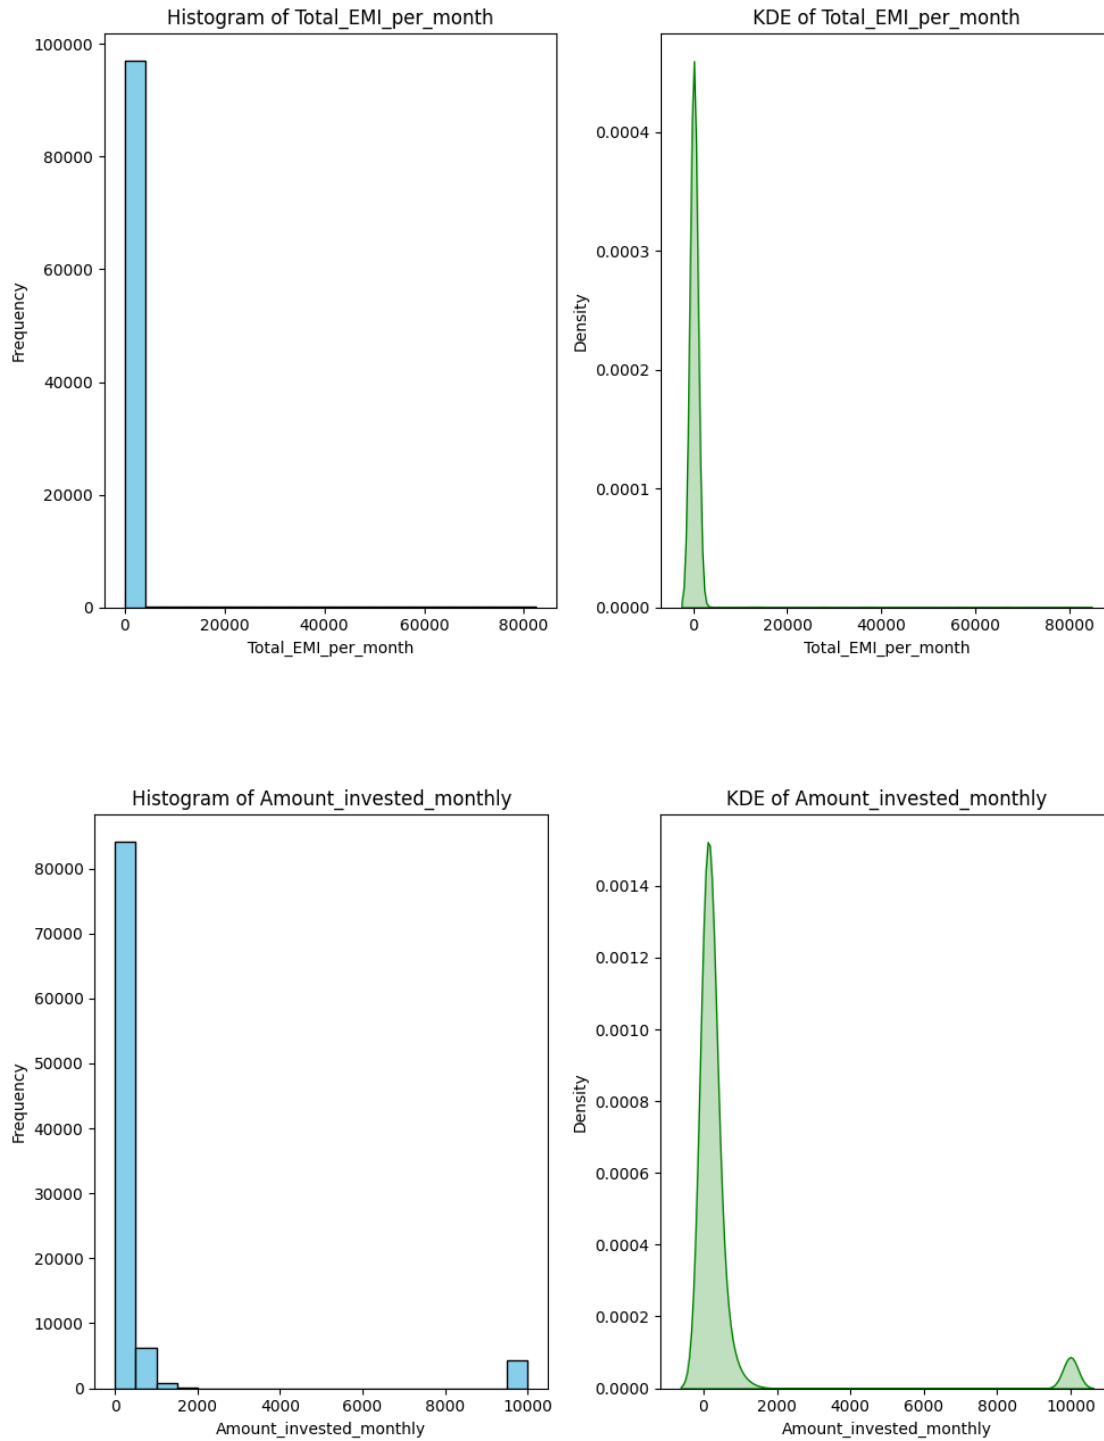 Histogram of Total_EMI_per_month
100000
80000
60000
40000
20000
0
Frequency
0 20000 40000 60000 80000
Total_EMI_per_month
KDE of Total_EMI_per_month
0.0004
0.0003
0.0002
0.0001
0.0000
Density
0 20000 40000 60000 80000
Total_EMI_per_month
Histogram of Amount_invested_monthly
80000
70000
60000
50000
40000
30000
20000
10000
0
Frequency
0 2000 4000 6000 8000 10000
Amount_invested_monthly
KDE of Amount_invested_monthly
0.0014
0.0012
0.0010
0.0008
0.0006
0.0004
0.0002
0.0000
Density
0 2000 4000 6000 8000 10000
Amount_invested_monthly